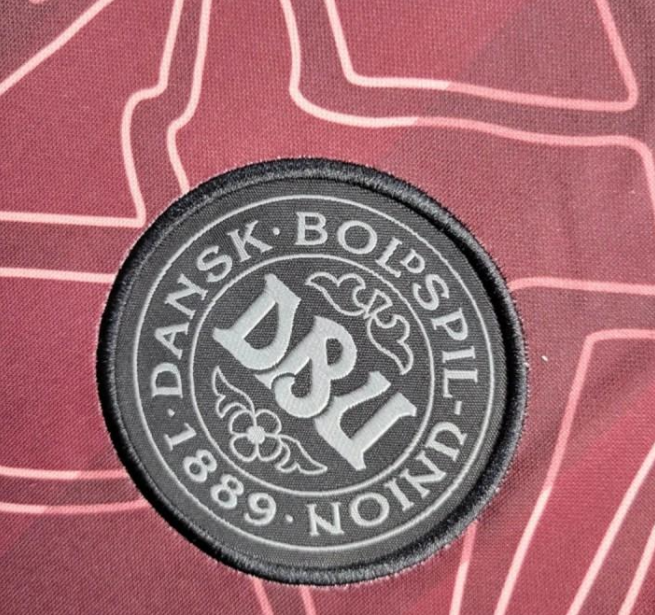 DANSK · BOLDSPIL-UNION · 1889 ·
DBU